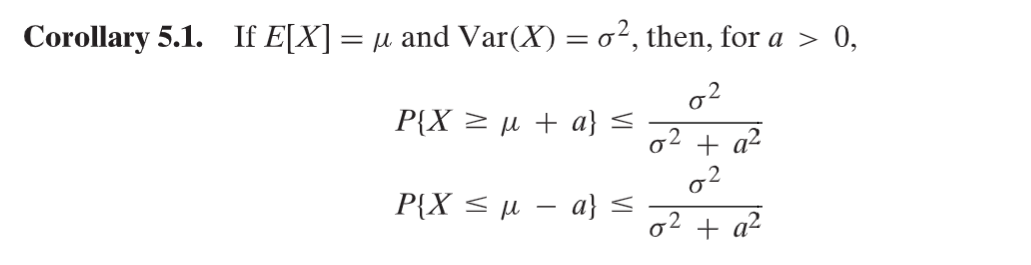 Corollary 5.1. If E[X] = μ and Var(X) = σ², then, for a > 0,
P{X ≥ μ + a} ≤ σ² / (σ² + a²)
P{X ≤ μ − a} ≤ σ² / (σ² + a²)